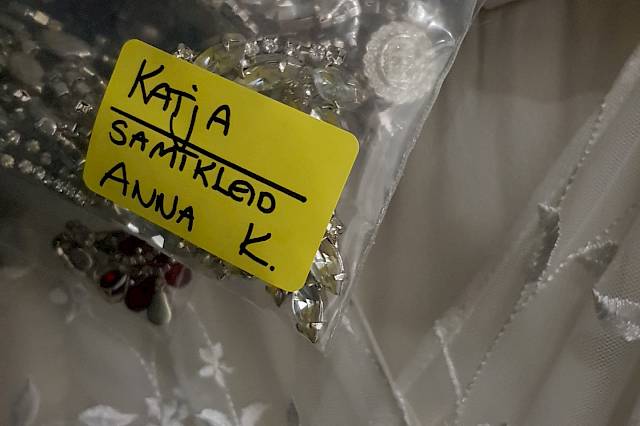 KATjA
SAMTKLEID
ANNA K.